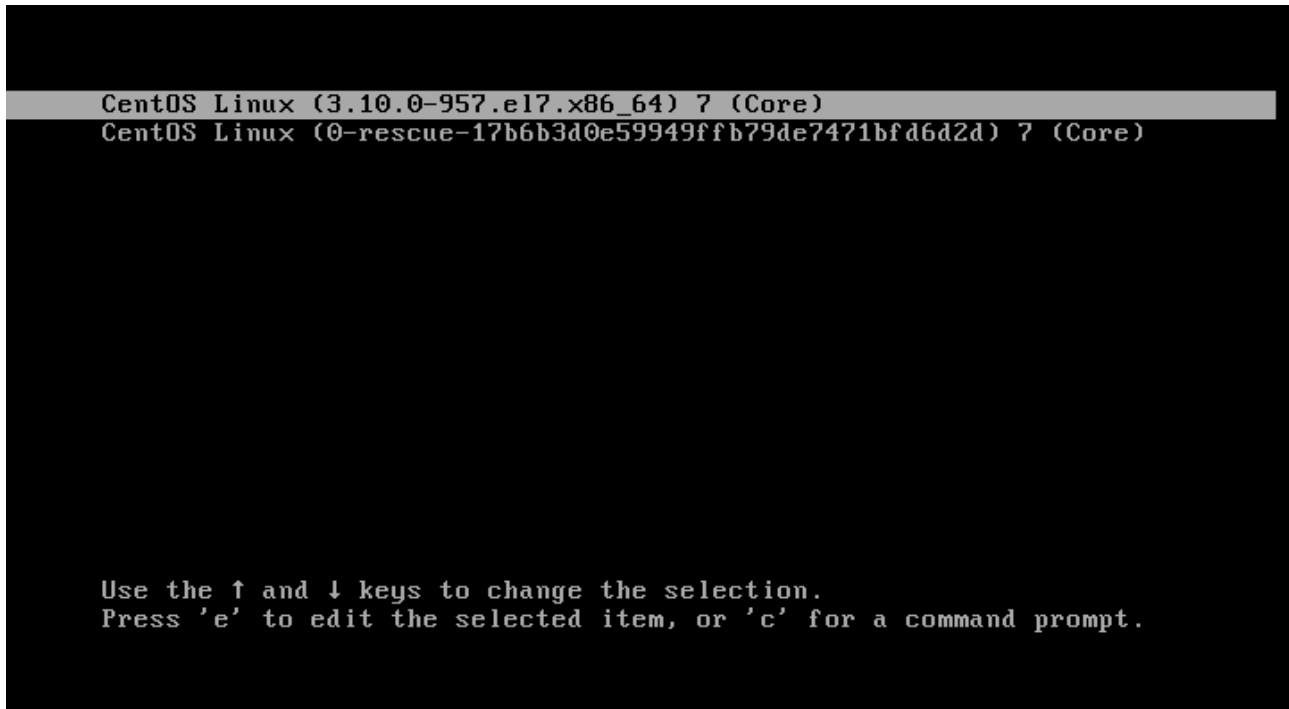 CentOS Linux (3.10.0-957.el7.x86_64) 7 (Core)
CentOS Linux (0-rescue-17b6b3d0e59949ffb79de7471bfd6d2d) 7 (Core)
Use the ↑ and ↓ keys to change the selection.
Press 'e' to edit the selected item, or 'c' for a command prompt.